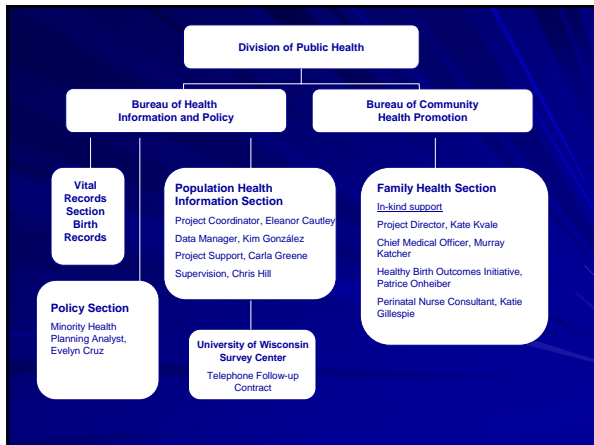 Division of Public Health
Bureau of Health
Information and Policy
Bureau of Community
Health Promotion
Vital
Records
Section
Birth
Records
Population Health
Information Section
Project Coordinator, Eleanor Cautley
Data Manager, Kim González
Project Support, Carla Greene
Supervision, Chris Hill
Family Health Section
In-kind support
Project Director, Kate Kvale
Chief Medical Officer, Murray
Katcher
Healthy Birth Outcomes Initiative,
Patrice Onheiber
Perinatal Nurse Consultant, Katie
Gillespie
Policy Section
Minority Health
Planning Analyst,
Evelyn Cruz
University of Wisconsin
Survey Center
Telephone Follow-up
Contract